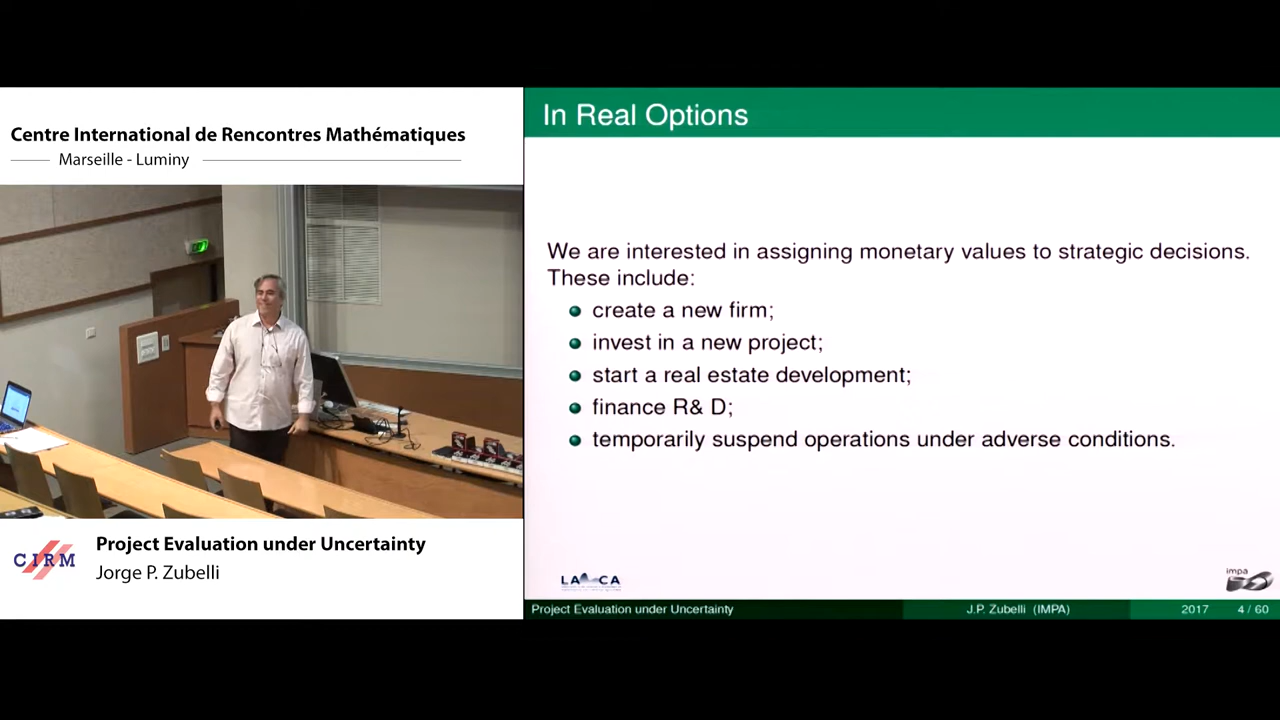 Centre International de Rencontres Mathématiques
Marseille - Luminy
Project Evaluation under Uncertainty
Jorge P. Zubelli
CIRM
In Real Options
We are interested in assigning monetary values to strategic decisions.
These include:
create a new firm;
invest in a new project;
start a real estate development;
finance R& D;
temporarily suspend operations under adverse conditions.
impa
Project Evaluation under Uncertainty
J.P. Zubelli (IMPA)
2017
4 / 60